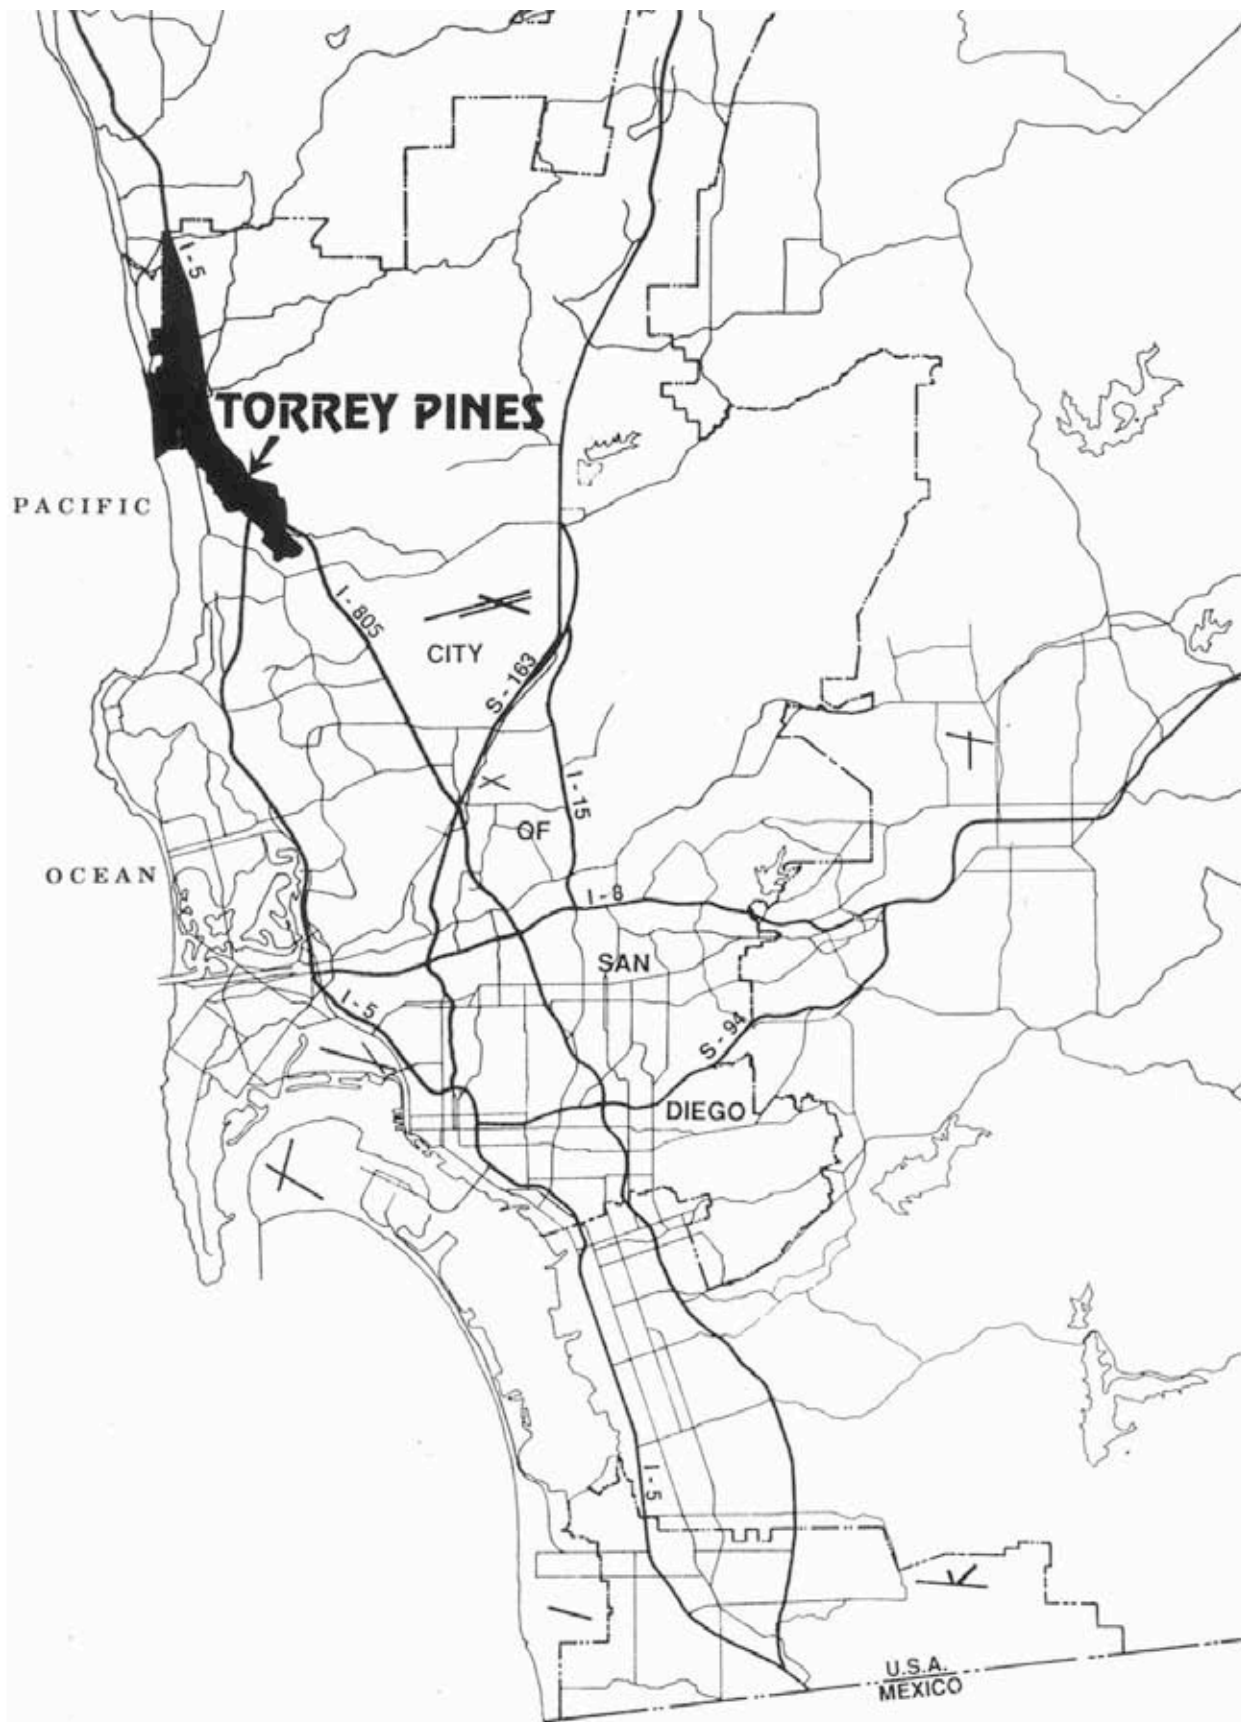 I-5
TORREY PINES
PACIFIC
I-805
CITY
S-163
I-15
OF
OCEAN
I-8
SAN
I-5
S-94
DIEGO
I-5
U.S.A.
MEXICO